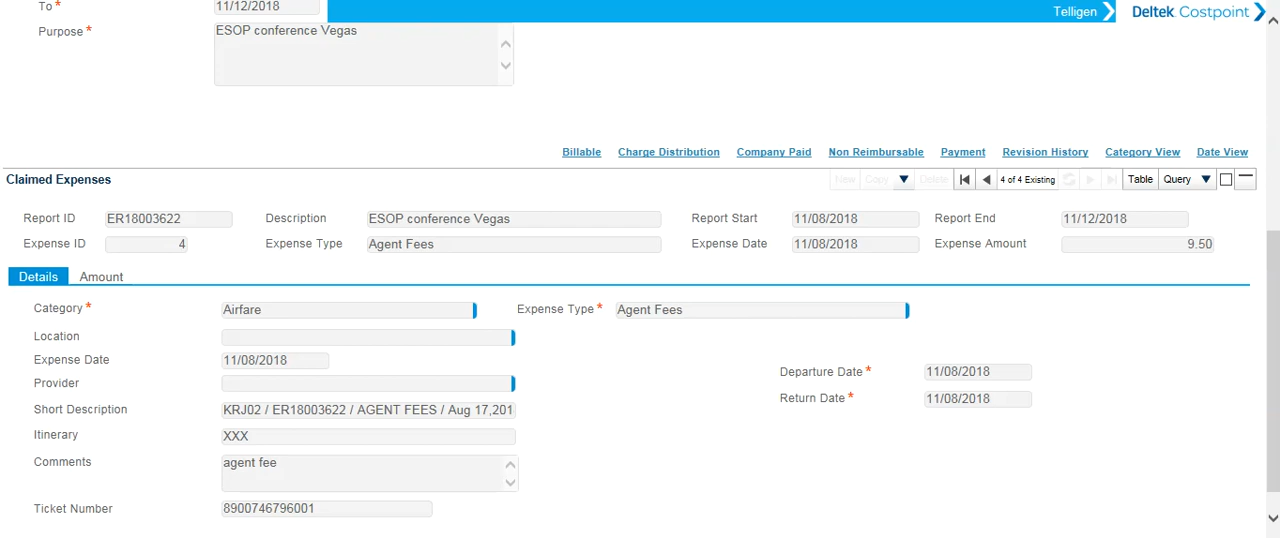 To * 11/12/2018 Telligen Deltek Costpoint
Purpose * ESOP conference Vegas
Billable Charge Distribution Company Paid Non Reimbursable Payment Revision History Category View Date View
Claimed Expenses New Copy Delete 4 of 4 Existing Table Query
Report ID ER18003622 Description ESOP conference Vegas Report Start 11/08/2018 Report End 11/12/2018
Expense ID 4 Expense Type Agent Fees Expense Date 11/08/2018 Expense Amount 9.50
Details Amount
Category * Airfare Expense Type * Agent Fees
Location
Expense Date 11/08/2018 Departure Date * 11/08/2018
Provider
Return Date * 11/08/2018
Short Description KRJ02 / ER18003622 / AGENT FEES / Aug 17,201
Itinerary XXX
Comments agent fee
Ticket Number 8900746796001